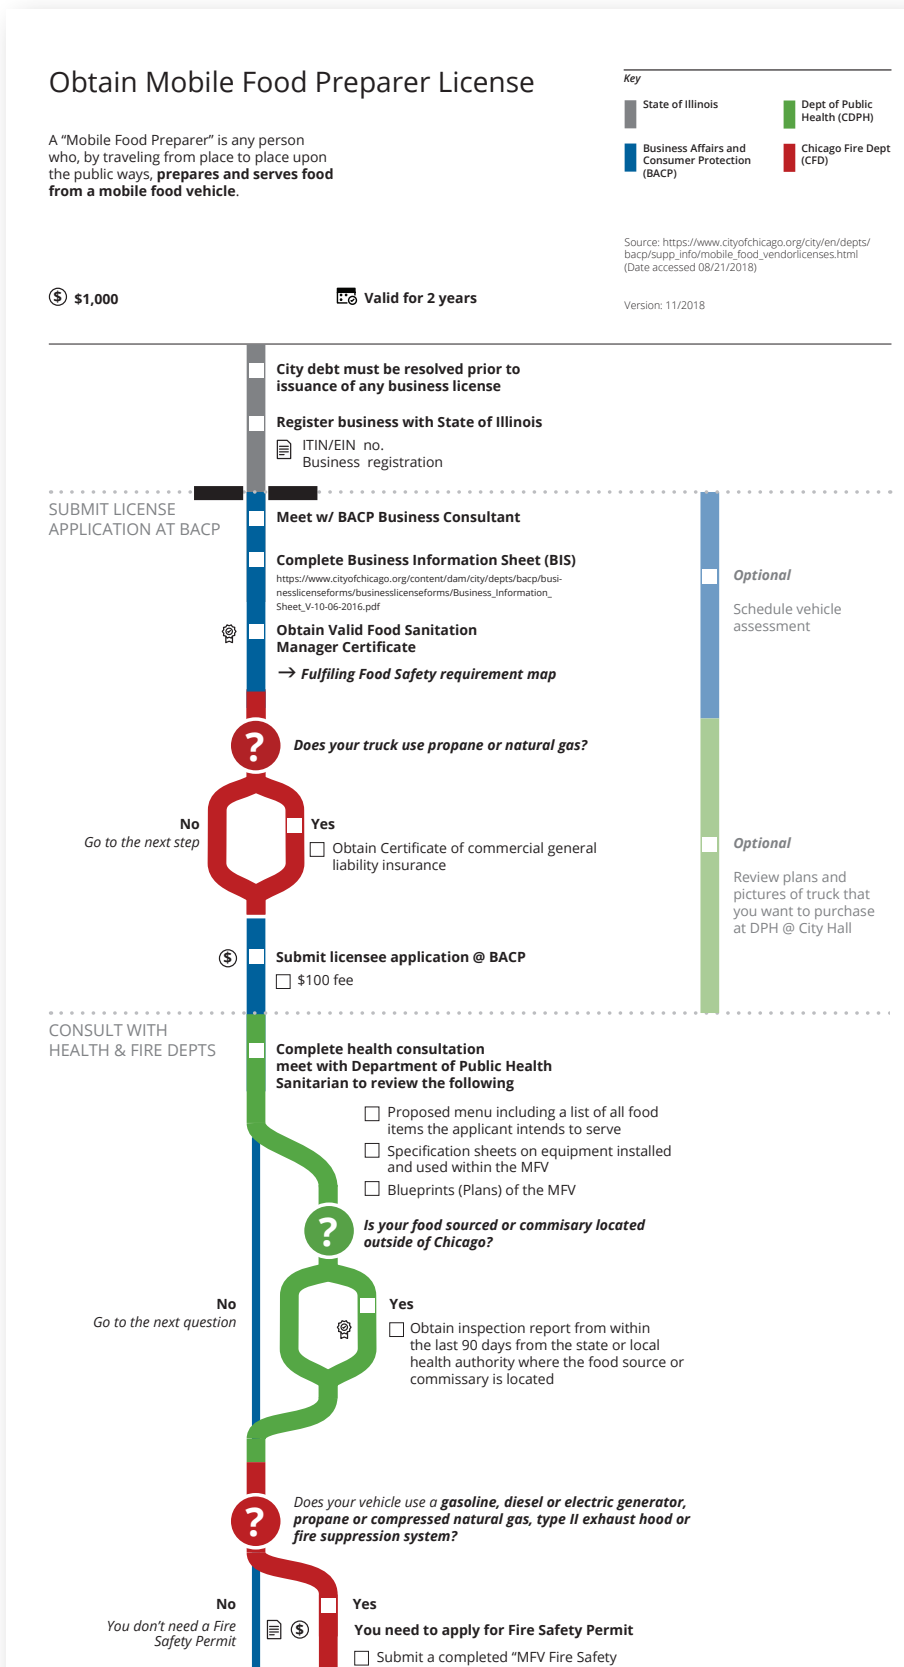 Obtain Mobile Food Preparer License
A “Mobile Food Preparer” is any person
who, by traveling from place to place upon
the public ways, prepares and serves food
from a mobile food vehicle.
$ $1,000
Valid for 2 years
Key
State of Illinois
Dept of Public
Health (CDPH)
Business Affairs and
Consumer Protection
(BACP)
Chicago Fire Dept
(CFD)
Source: https://www.cityofchicago.org/city/en/depts/
bacp/supp_info/mobile_food_vendorlicenses.html
(Date accessed 08/21/2018)
Version: 11/2018
City debt must be resolved prior to
issuance of any business license
Register business with State of Illinois
ITIN/EIN no.
Business registration
SUBMIT LICENSE
APPLICATION AT BACP
Meet w/ BACP Business Consultant
Complete Business Information Sheet (BIS)
https://www.cityofchicago.org/content/dam/city/depts/bacp/busi-
nesslicenseforms/businesslicenseforms/Business_Information_
Sheet_V-10-06-2016.pdf
Obtain Valid Food Sanitation
Manager Certificate
→ Fulfiling Food Safety requirement map
Optional
Schedule vehicle
assessment
? Does your truck use propane or natural gas?
No
Go to the next step
Yes
Obtain Certificate of commercial general
liability insurance
Optional
Review plans and
pictures of truck that
you want to purchase
at DPH @ City Hall
$ Submit licensee application @ BACP
$100 fee
CONSULT WITH
HEALTH & FIRE DEPTS
Complete health consultation
meet with Department of Public Health
Sanitarian to review the following
Proposed menu including a list of all food
items the applicant intends to serve
Specification sheets on equipment installed
and used within the MFV
Blueprints (Plans) of the MFV
? Is your food sourced or commisary located
outside of Chicago?
No
Go to the next question
Yes
Obtain inspection report from within
the last 90 days from the state or local
health authority where the food source or
commissary is located
? Does your vehicle use a gasoline, diesel or electric generator,
propane or compressed natural gas, type II exhaust hood or
fire suppression system?
No
You don’t need a Fire
Safety Permit
Yes
$ You need to apply for Fire Safety Permit
Submit a completed “MFV Fire Safety